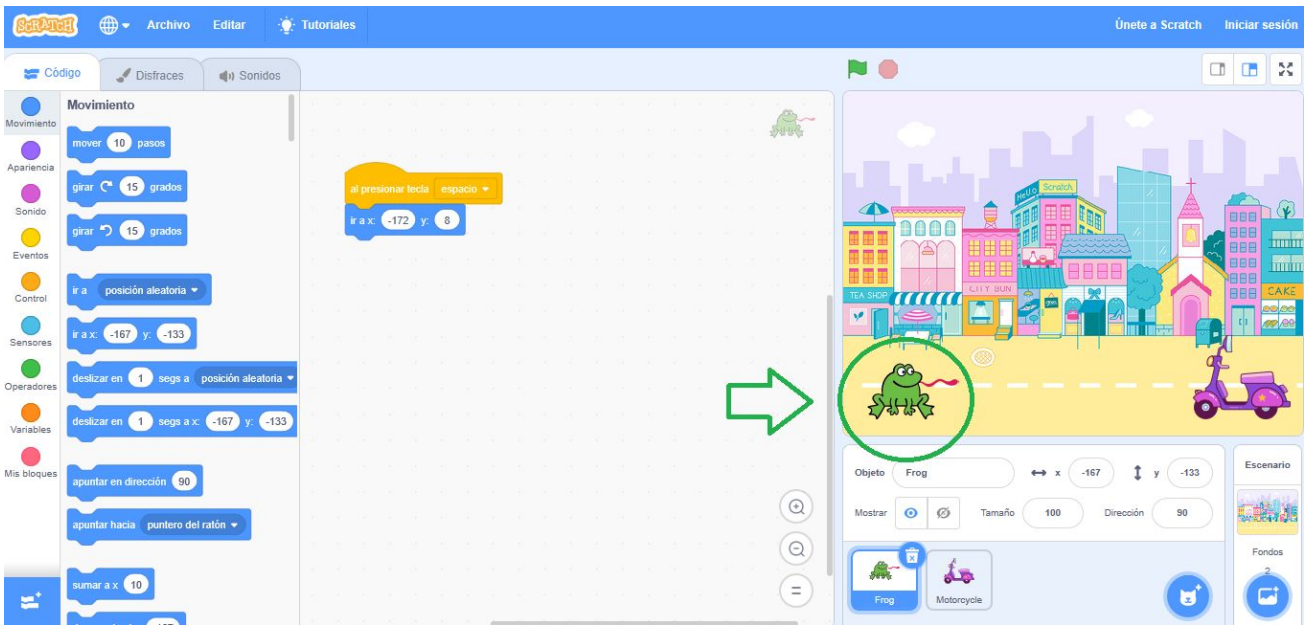 SCRATCH Archivo Editar Tutoriales Únete a Scratch Iniciar sesión
Código Disfraces Sonidos
Movimiento
Apariencia
Sonido
Eventos
Control
Sensores
Operadores
Variables
Mis bloques
Movimiento
mover 10 pasos
girar 15 grados
girar 15 grados
ir a posición aleatoria
ir a x: -167 y: -133
deslizar en 1 segs a posición aleatoria
deslizar en 1 segs a x: -167 y: -133
apuntar en dirección 90
apuntar hacia puntero del ratón
sumar a x 10
al presionar tecla espacio
ir a x: -172 y: 8
Hello Scratch
TEA SHOP
CITY BUN
CAKE
Objeto Frog x -167 y -133
Mostrar Tamaño 100 Dirección 90
Frog
Motorcycle
Escenario
Fondos
2